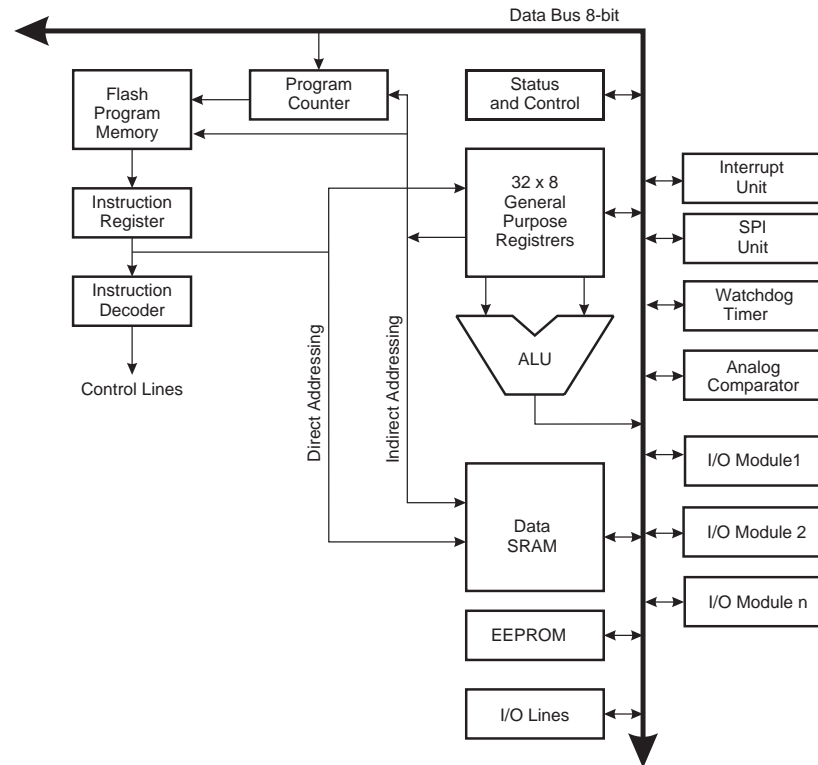 Data Bus 8-bit
Flash
Program
Memory
Program
Counter
Status
and Control
32 x 8
General
Purpose
Registrers
Interrupt
Unit
Instruction
Register
SPI
Unit
Instruction
Decoder
Watchdog
Timer
ALU
Analog
Comparator
Control Lines
Direct Addressing
Indirect Addressing
I/O Module1
Data
SRAM
I/O Module 2
I/O Module n
EEPROM
I/O Lines